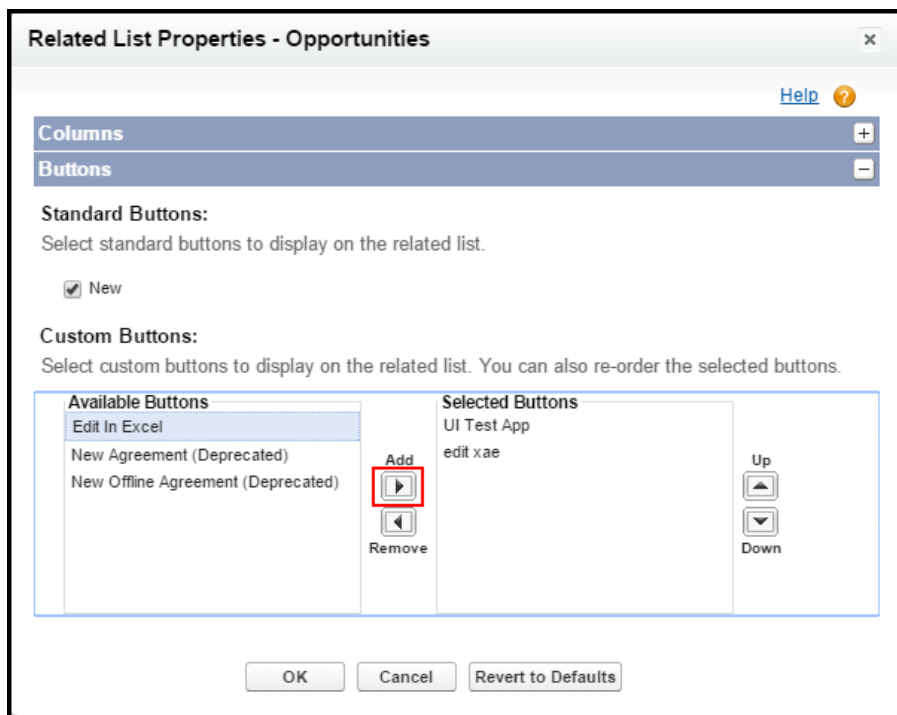 Related List Properties - Opportunities
Help
Columns
Buttons
Standard Buttons:
Select standard buttons to display on the related list.
New
Custom Buttons:
Select custom buttons to display on the related list. You can also re-order the selected buttons.
Available Buttons
Edit In Excel
New Agreement (Deprecated)
New Offline Agreement (Deprecated)
Add
Remove
Selected Buttons
UI Test App
edit xae
Up
Down
OK
Cancel
Revert to Defaults